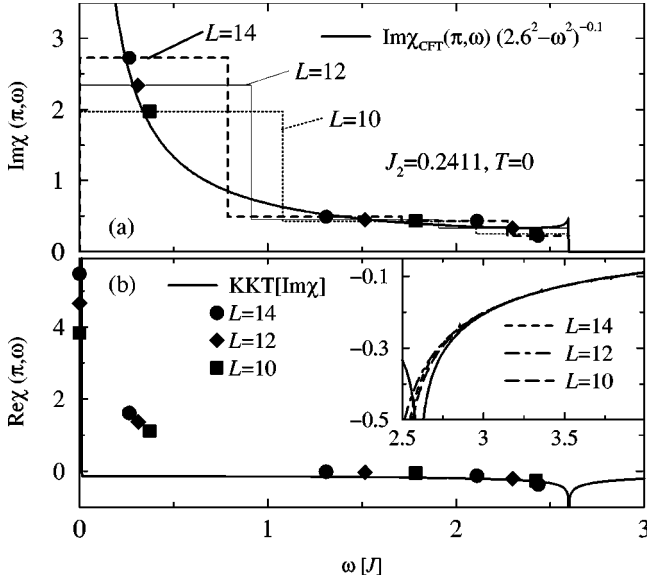 3
2
1
0
Imχ (π,ω)
L=14
Imχ_CFT(π,ω) (2.6²−ω²)^−0.1
L=12
L=10
J₂=0.2411, T=0
(a)
(b)
KKT[Imχ]
L=14
L=12
L=10
4
2
0
Reχ (π,ω)
−0.1
−0.3
−0.5
L=14
L=12
L=10
2.5 3 3.5
0 1 2 3
ω [J]